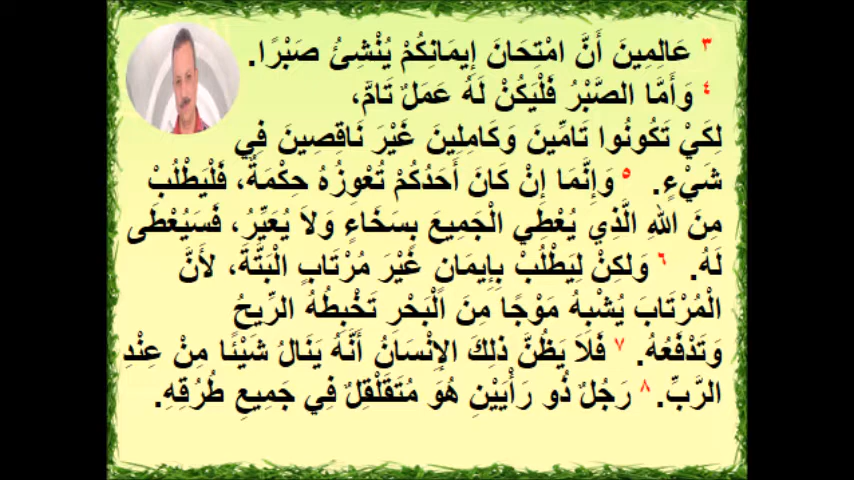 ٣ عَالِمِينَ أَنَّ امْتِحَانَ إِيمَانِكُمْ يُنْشِئُ صَبْرًا.
٤ وَأَمَّا الصَّبْرُ فَلْيَكُنْ لَهُ عَمَلٌ تَامٌّ،
لِكَيْ تَكُونُوا تَامِّينَ وَكَامِلِينَ غَيْرَ نَاقِصِينَ فِي
شَيْءٍ. ٥ وَإِنَّمَا إِنْ كَانَ أَحَدُكُمْ تُعْوِزُهُ حِكْمَةٌ، فَلْيَطْلُبْ
مِنَ اللهِ الَّذِي يُعْطِي الْجَمِيعَ بِسَخَاءٍ وَلاَ يُعَيِّرُ، فَسَيُعْطَى
لَهُ. ٦ وَلكِنْ لِيَطْلُبْ بِإِيمَانٍ غَيْرَ مُرْتَابٍ الْبَتَّةَ، لأَنَّ
الْمُرْتَابَ يُشْبِهُ مَوْجًا مِنَ الْبَحْرِ تَخْبِطُهُ الرِّيحُ
وَتَدْفَعُهُ. ٧ فَلاَ يَظُنَّ ذلِكَ الإِنْسَانُ أَنَّهُ يَنَالُ شَيْئًا مِنْ عِنْدِ
الرَّبِّ. ٨ رَجُلٌ ذُو رَأْيَيْنِ هُوَ مُتَقَلْقِلٌ فِي جَمِيعِ طُرُقِهِ.